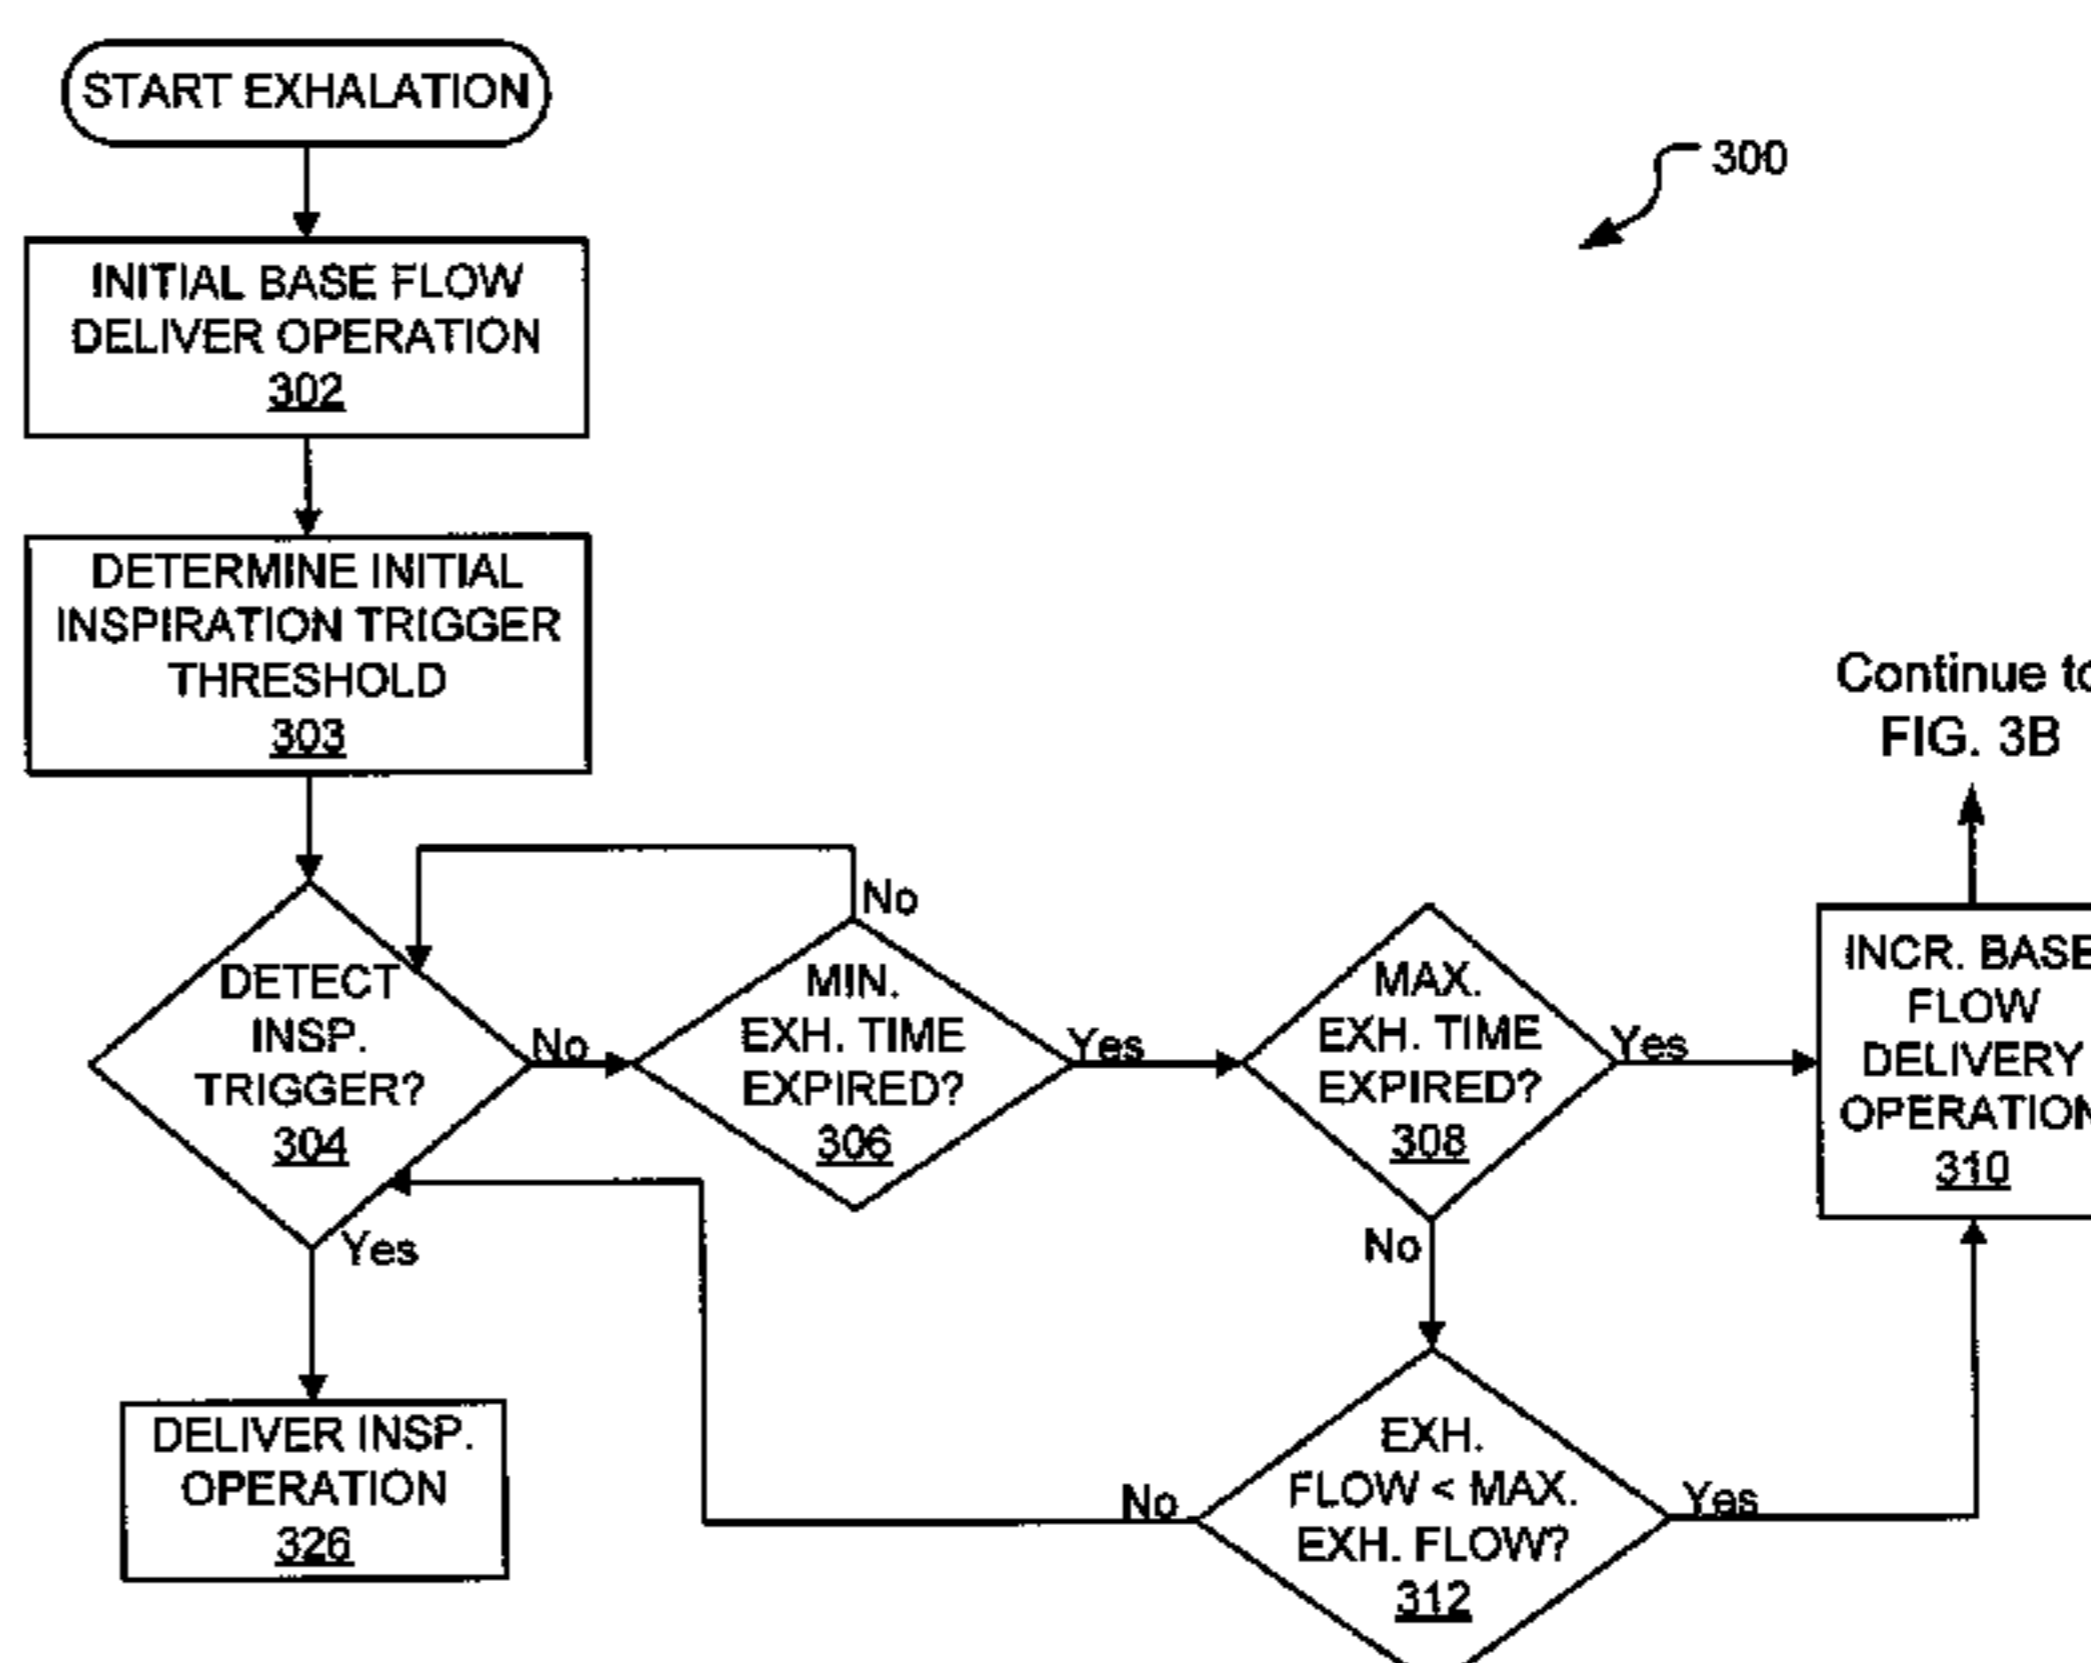 START EXHALATION
300
INITIAL BASE FLOW
DELIVER OPERATION
302
DETERMINE INITIAL
INSPIRATION TRIGGER
THRESHOLD
303
Continue to
FIG. 3B
No
DETECT
INSP.
TRIGGER?
304
No
MIN.
EXH. TIME
EXPIRED?
306
Yes
MAX.
EXH. TIME
EXPIRED?
308
Yes
INCR. BASE
FLOW
DELIVERY
OPERATION
310
Yes
No
DELIVER INSP.
OPERATION
326
No
EXH.
FLOW < MAX.
EXH. FLOW?
312
Yes